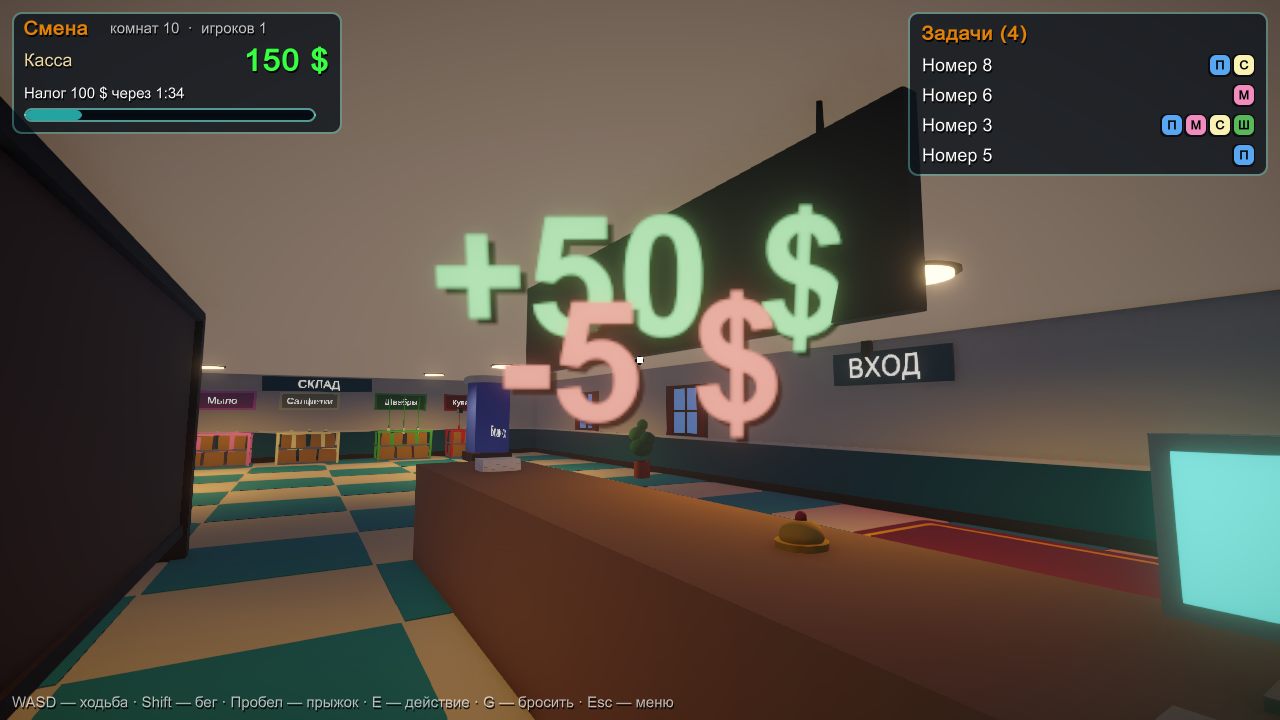 Смена комнат 10 · игроков 1
Касса 150 $
Налог 100 $ через 1:34
Задачи (4)
Номер 8 П С
Номер 6 М
Номер 3 П М С Ш
Номер 5 П
+50 $
-5 $
ВХОД
СКЛАД
Мыло
Салфетки
Швабры
WASD — ходьба · Shift — бег · Пробел — прыжок · E — действие · G — бросить · Esc — меню